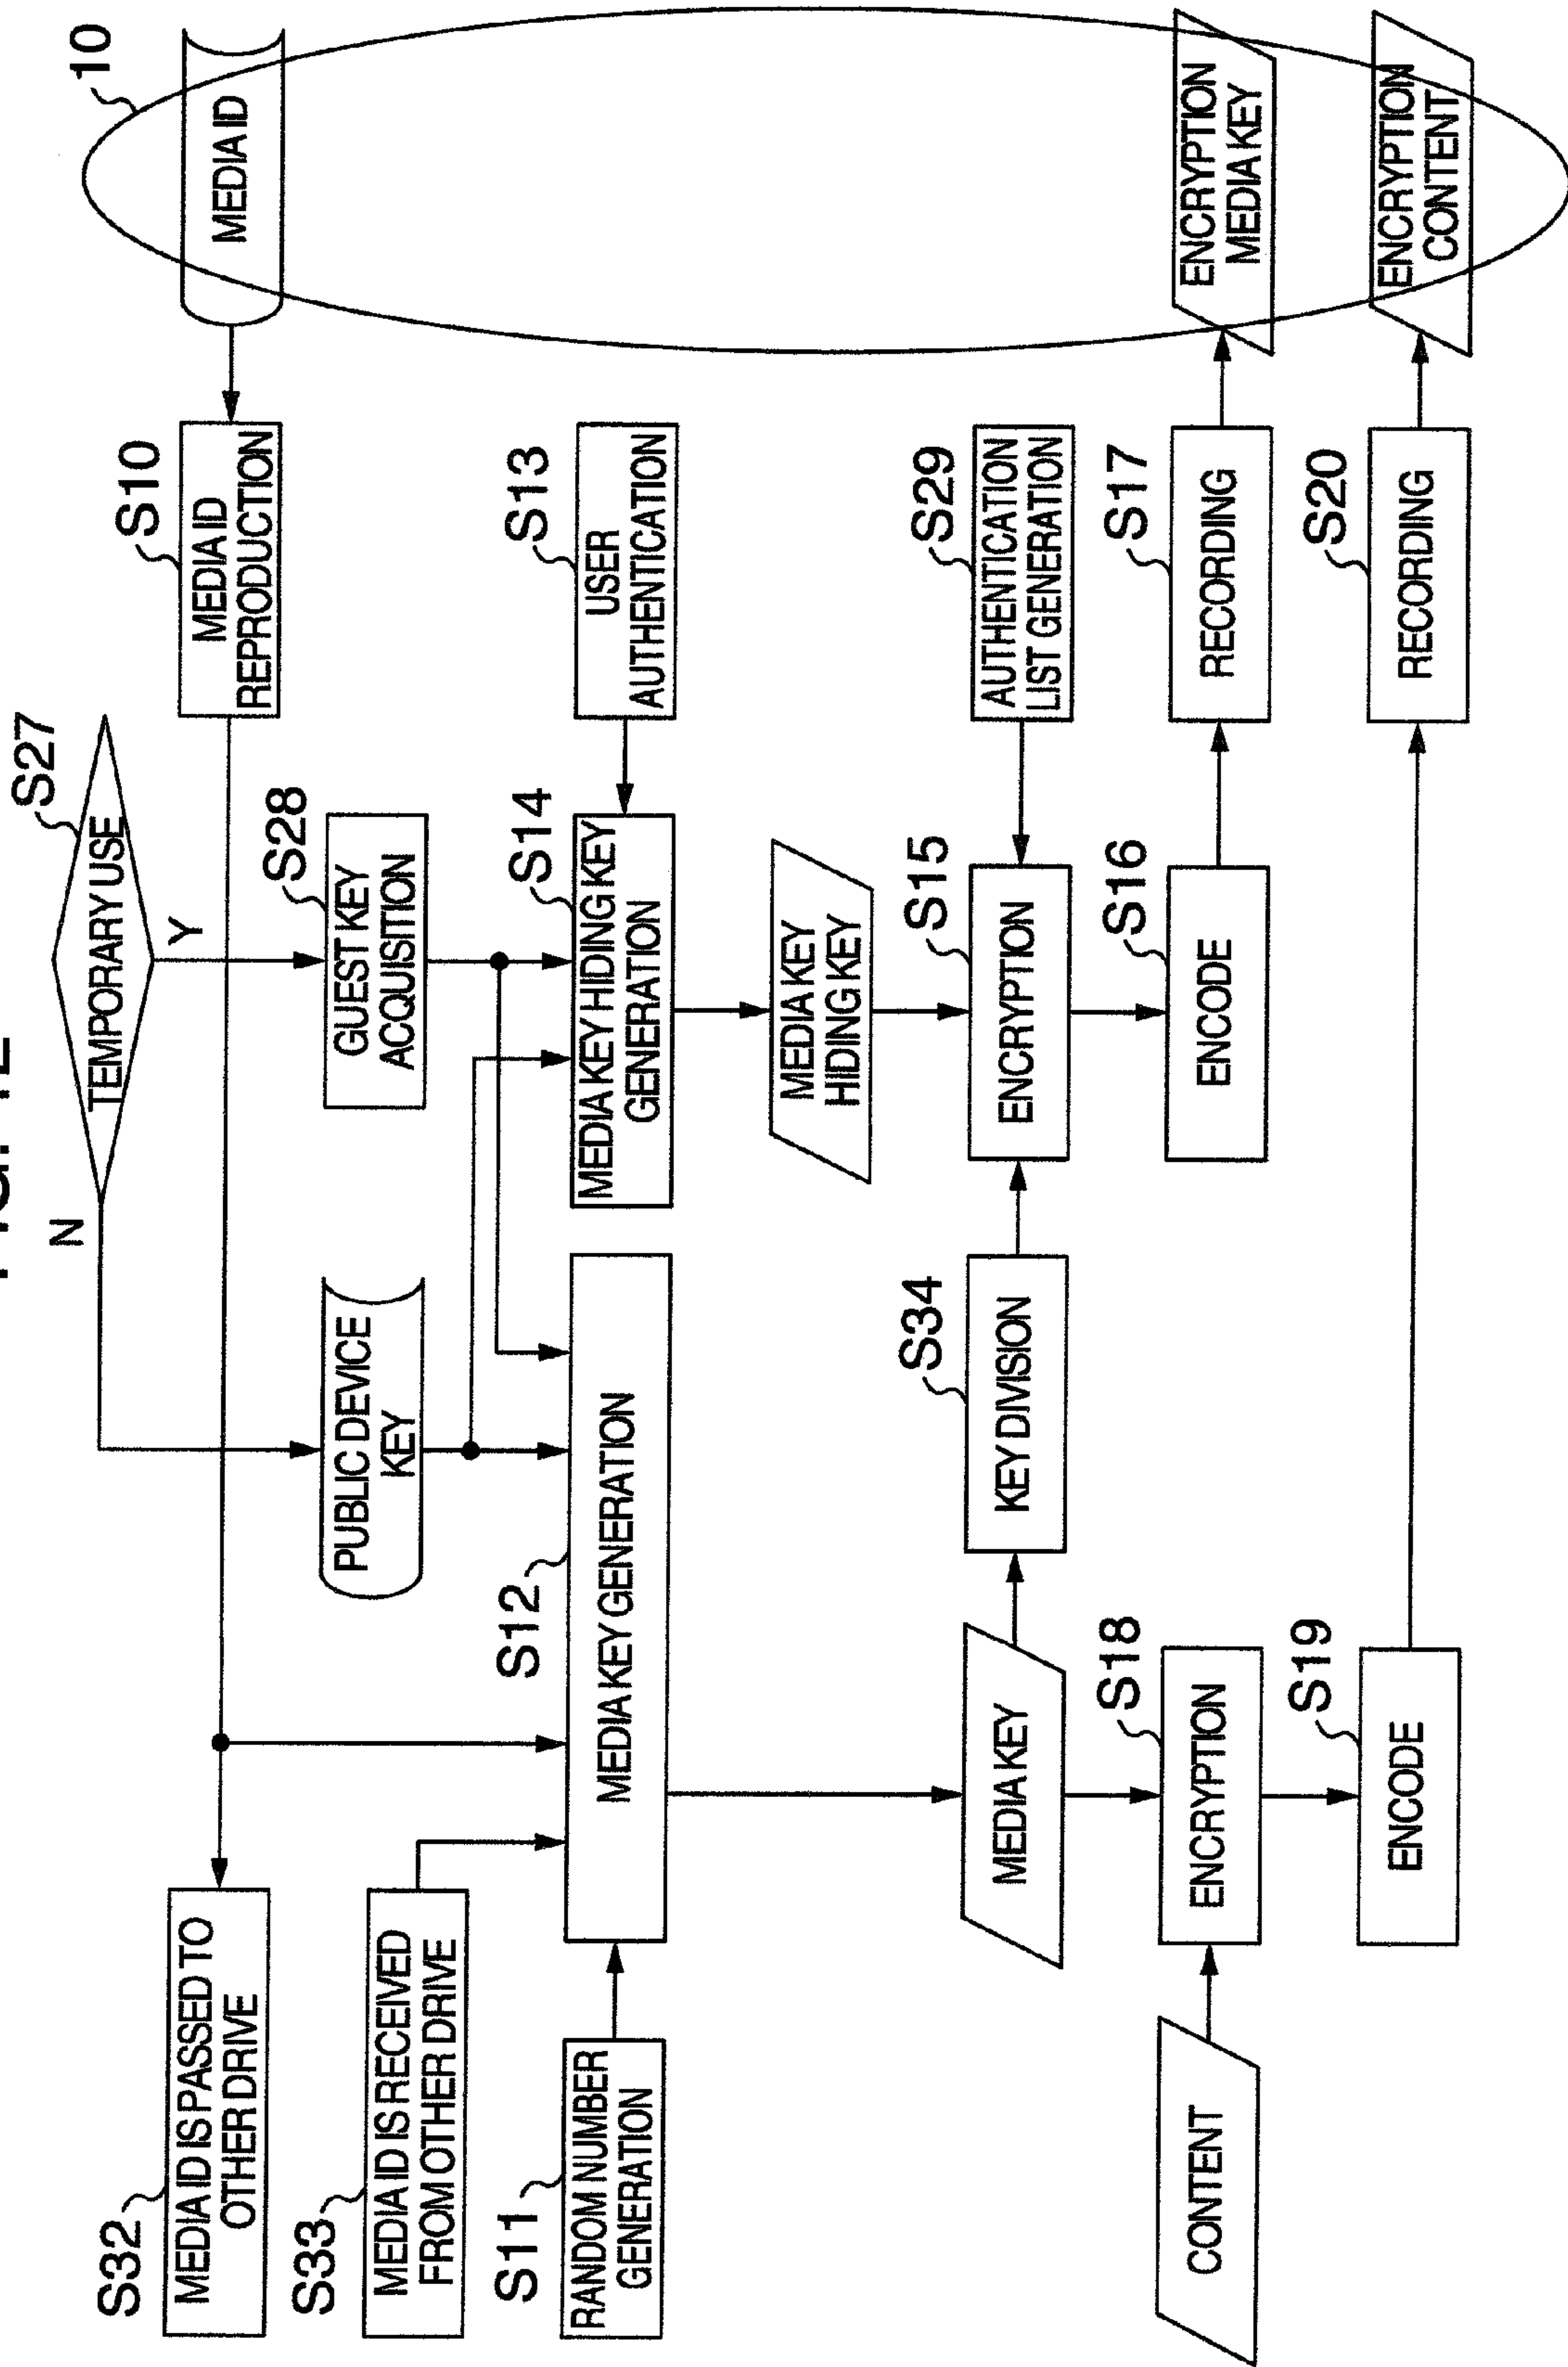 S27
N
TEMPORARY USE
Y
10
S32
MEDIA ID IS PASSED TO
OTHER DRIVE
S10
MEDIA ID
REPRODUCTION
MEDIA ID
S33
MEDIA ID IS RECEIVED
FROM OTHER DRIVE
PUBLIC DEVICE
KEY
S28
GUEST KEY
ACQUISITION
S11
RANDOM NUMBER
GENERATION
S12
MEDIA KEY GENERATION
S14
MEDIA KEY HIDING KEY
GENERATION
S13
USER
AUTHENTICATION
MEDIA KEY
HIDING KEY
MEDIA KEY
S34
KEY DIVISION
S15
ENCRYPTION
S29
AUTHENTICATION
LIST GENERATION
CONTENT
S18
ENCRYPTION
S16
ENCODE
S17
RECORDING
ENCRYPTION
MEDIA KEY
S19
ENCODE
S20
RECORDING
ENCRYPTION
CONTENT